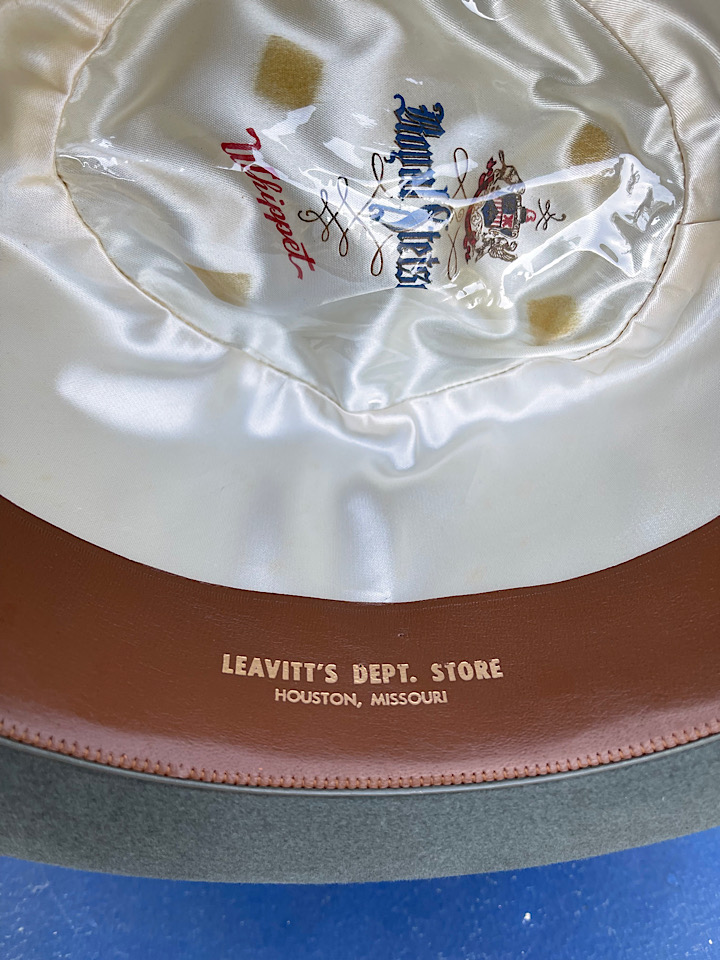 Royal Stetson
Whippet
LEAVITT'S DEPT. STORE
HOUSTON, MISSOURI